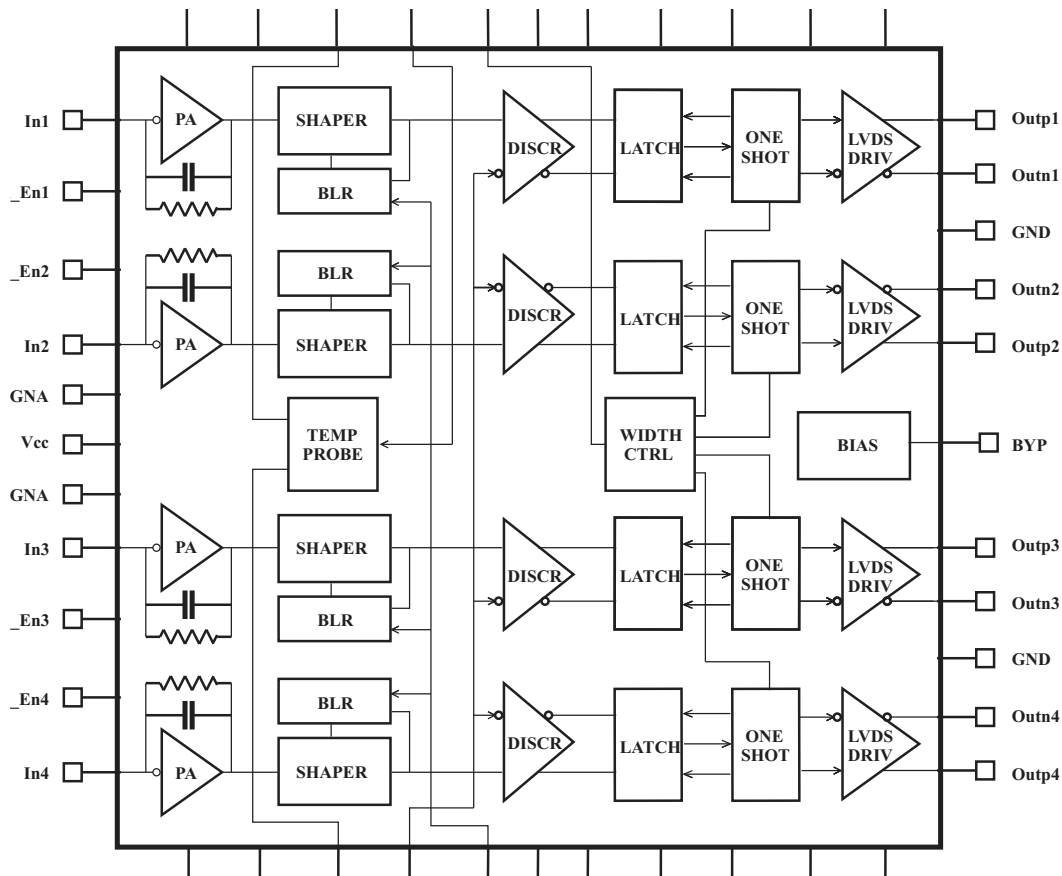 In1
PA
SHAPER
DISCR
LATCH
ONE
SHOT
LVDS
DRIV
Outp1
_En1
BLR
Outn1
GND
_En2
BLR
DISCR
LATCH
ONE
SHOT
LVDS
DRIV
Outn2
In2
PA
SHAPER
Outp2
GNA
Vcc
TEMP
PROBE
WIDTH
CTRL
BIAS
BYP
GNA
In3
PA
SHAPER
DISCR
LATCH
ONE
SHOT
LVDS
DRIV
Outp3
_En3
BLR
Outn3
GND
_En4
BLR
DISCR
LATCH
ONE
SHOT
LVDS
DRIV
Outn4
In4
PA
SHAPER
Outp4